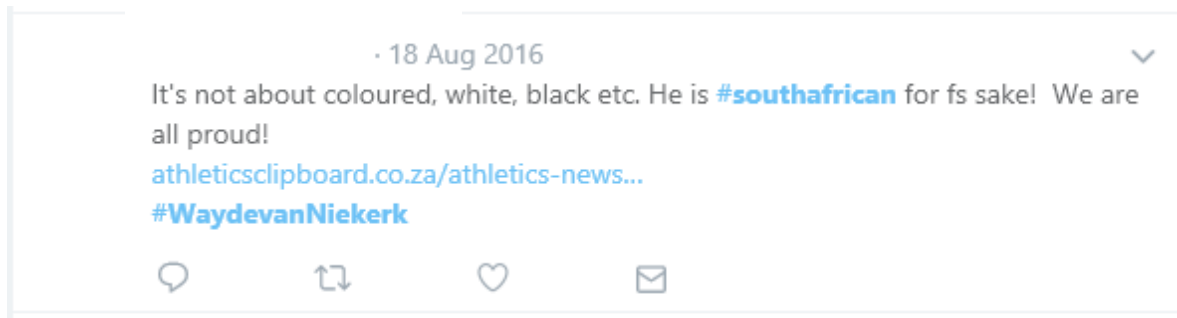 · 18 Aug 2016
It's not about coloured, white, black etc. He is #southafrican for fs sake!  We are
all proud!
athleticsclipboard.co.za/athletics-news...
#WaydevanNiekerk